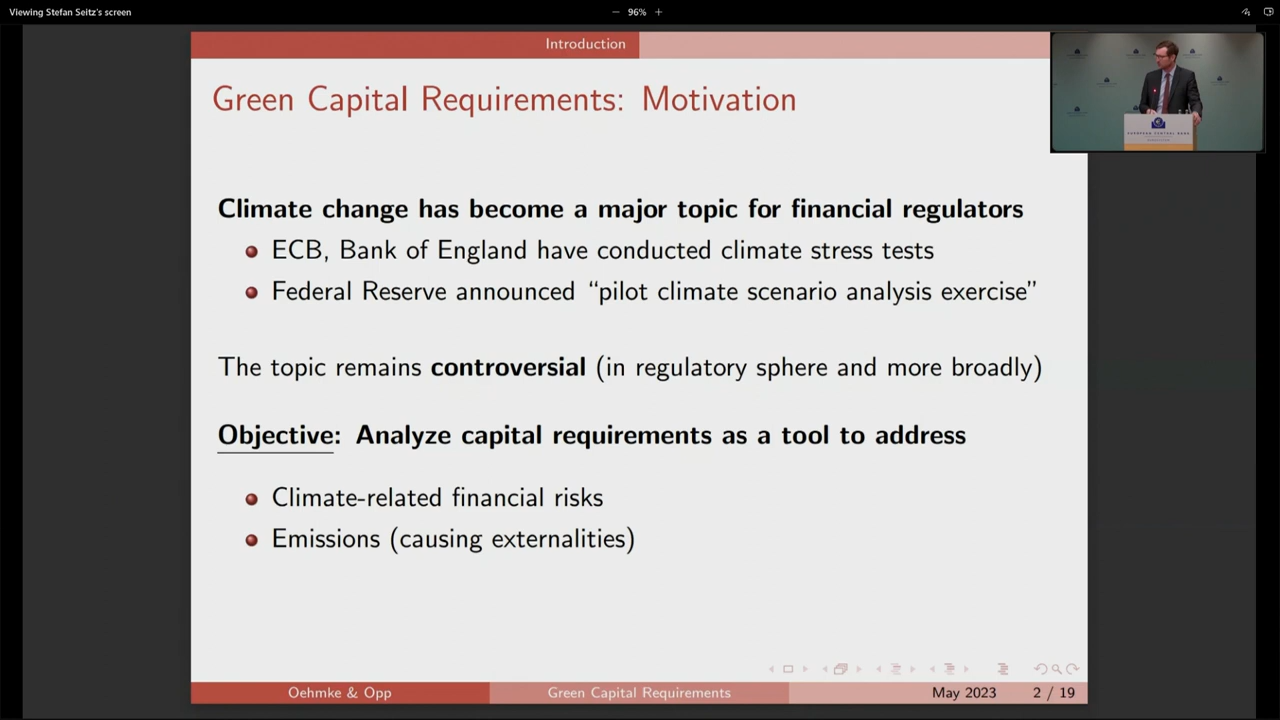 Viewing Stefan Seitz's screen
96%
Introduction
Green Capital Requirements: Motivation
Climate change has become a major topic for financial regulators
ECB, Bank of England have conducted climate stress tests
Federal Reserve announced “pilot climate scenario analysis exercise”
The topic remains controversial (in regulatory sphere and more broadly)
Objective: Analyze capital requirements as a tool to address
Climate-related financial risks
Emissions (causing externalities)
EUROPEAN CENTRAL BANK
Oehmke & Opp
Green Capital Requirements
May 2023
2 / 19